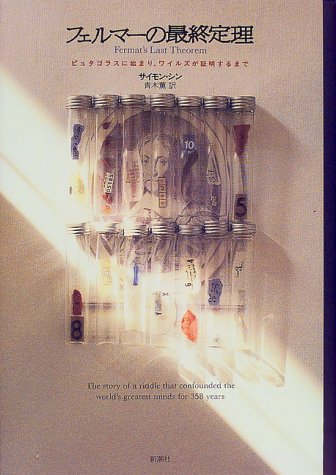 フェルマーの最終定理
Fermat's Last Theorem
ピュタゴラスに始まり、ワイルズが証明するまで
サイモン・シン
青木薫 訳
10
5
8
The story of a riddle that confounded the
world's greatest minds for 358 years
新潮社